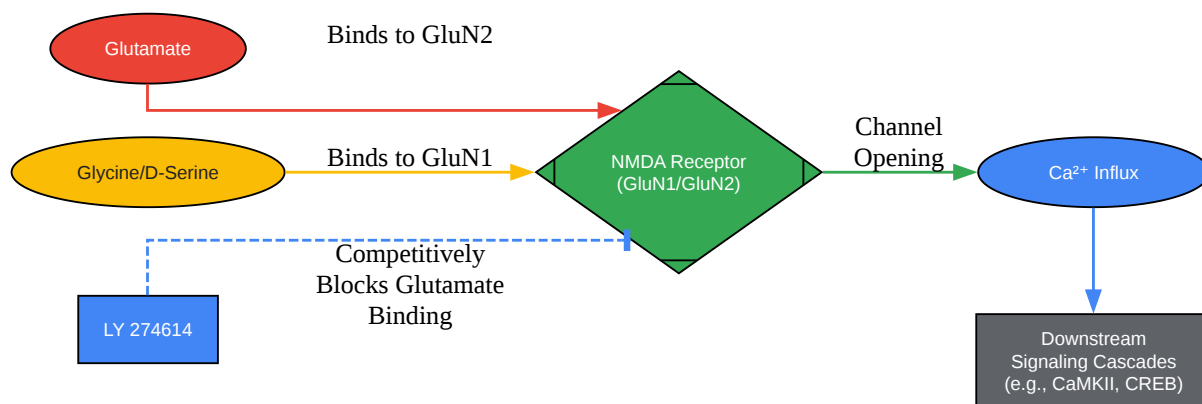 Glutamate
Binds to GluN2
Glycine/D-Serine
Binds to GluN1
NMDA Receptor
(GluN1/GluN2)
Channel
Opening
Ca²⁺ Influx
Competitively
Blocks Glutamate
Binding
LY 274614
Downstream
Signaling Cascades
(e.g., CaMKII, CREB)